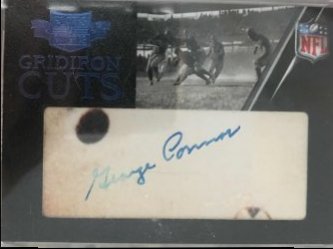 GRIDIRON
CUTS
NFL
George Connor